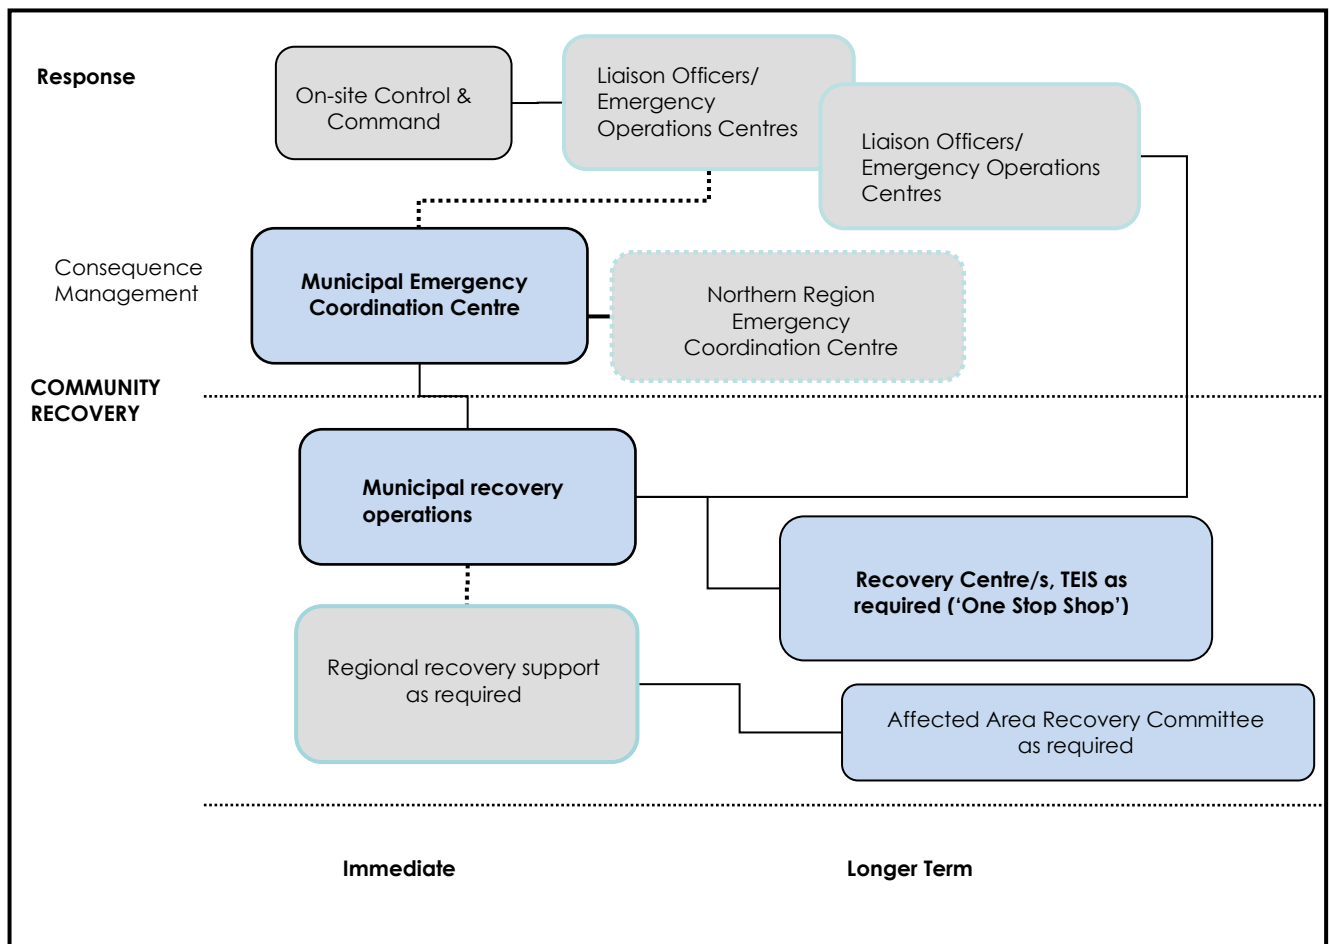 Response
On-site Control &
Command
Liaison Officers/
Emergency
Operations Centres
Liaison Officers/
Emergency Operations
Centres
Consequence
Management
Municipal Emergency
Coordination Centre
Northern Region
Emergency
Coordination Centre
COMMUNITY
RECOVERY
Municipal recovery
operations
Recovery Centre/s, TEIS as
required (‘One Stop Shop’)
Regional recovery support
as required
Affected Area Recovery Committee
as required
Immediate
Longer Term